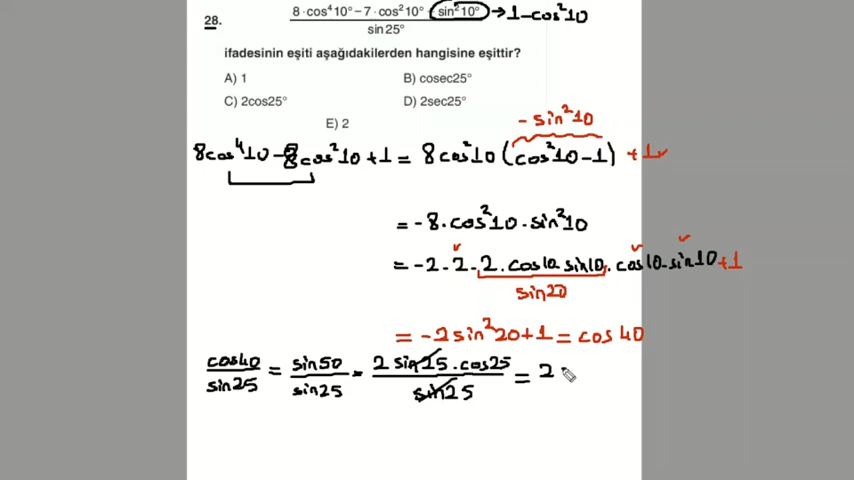 28. 8·cos⁴10° – 7·cos²10° + sin²10° → 1-cos²10
sin25°
ifadesinin eşiti aşağıdakilerden hangisine eşittir?
A) 1 B) cosec25°
C) 2cos25° D) 2sec25°
E) 2
- sin²10
8cos⁴10 - 8cos²10 + 1 = 8cos²10 (cos²10 - 1) + 1
= -8·cos²10·sin²10
= -2·2·2·cos10·sin10·cos10·sin10 + 1
sin20
= -2sin²20 + 1 = cos40
cos40/sin25 = sin50/sin25 = 2 sin25·cos25/sin25 = 2